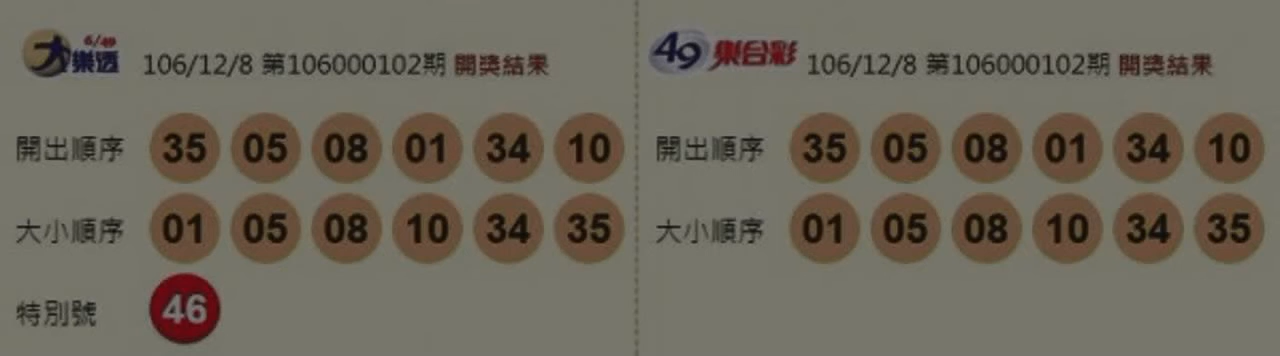 大樂透 6/49 106/12/8 第106000102期 開獎結果
開出順序 35 05 08 01 34 10
大小順序 01 05 08 10 34 35
特別號 46
49 樂合彩 106/12/8 第106000102期 開獎結果
開出順序 35 05 08 01 34 10
大小順序 01 05 08 10 34 35